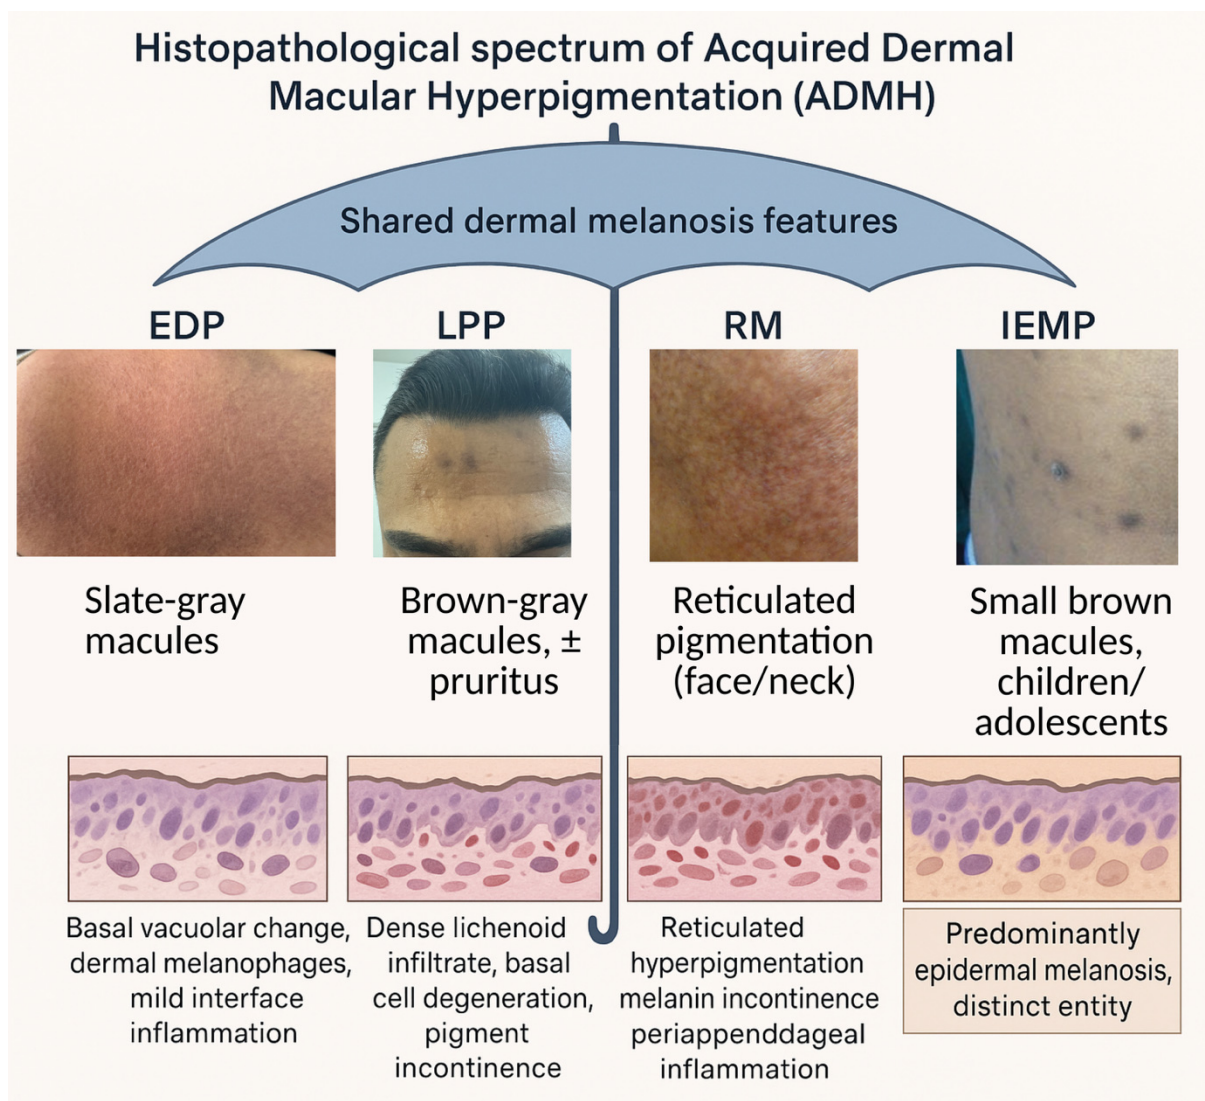 Histopathological spectrum of Acquired Dermal
Macular Hyperpigmentation (ADMH)
Shared dermal melanosis features
EDP
Slate-gray
macules
Basal vacuolar change,
dermal melanophages,
mild interface
inflammation
LPP
Brown-gray
macules, ±
pruritus
Dense lichenoid
infiltrate, basal
cell degeneration,
pigment
incontinence
RM
Reticulated
pigmentation
(face/neck)
Reticulated
hyperpigmentation
melanin incontinence
periappenddageal
inflammation
IEMP
Small brown
macules,
children/
adolescents
Predominantly
epidermal melanosis,
distinct entity